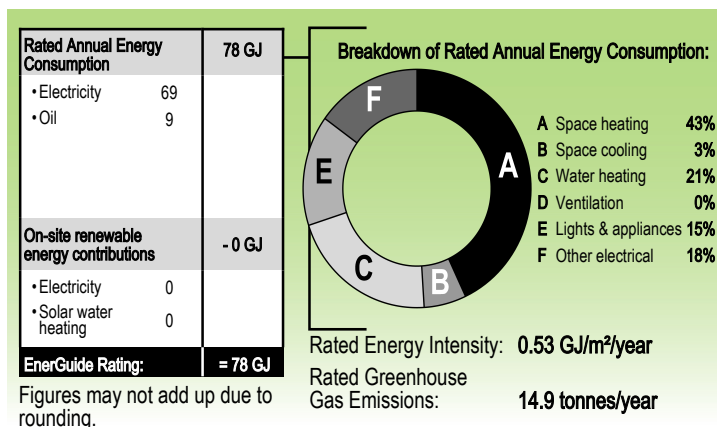 Rated Annual Energy Consumption 78 GJ
• Electricity 69
• Oil 9
On-site renewable energy contributions - 0 GJ
• Electricity 0
• Solar water heating 0
EnerGuide Rating: = 78 GJ
Figures may not add up due to
rounding.
Breakdown of Rated Annual Energy Consumption:
F
A
E
C
B
A Space heating 43%
B Space cooling 3%
C Water heating 21%
D Ventilation 0%
E Lights & appliances 15%
F Other electrical 18%
Rated Energy Intensity: 0.53 GJ/m²/year
Rated Greenhouse
Gas Emissions: 14.9 tonnes/year